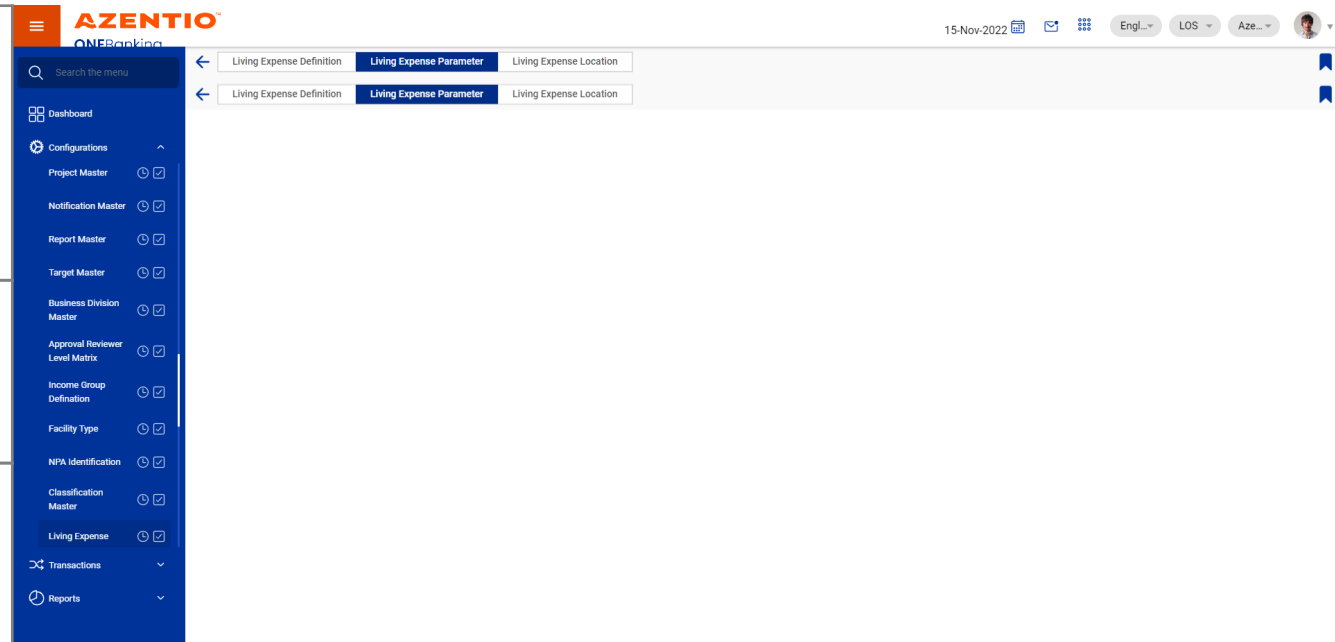 AZENTIO™
ONEBanking
15-Nov-2022
Engl...
LOS
Aze...
Search the menu
Living Expense Definition
Living Expense Parameter
Living Expense Location
Living Expense Definition
Living Expense Parameter
Living Expense Location
Dashboard
Configurations
Project Master
Notification Master
Report Master
Target Master
Business Division
Master
Approval Reviewer
Level Matrix
Income Group
Defination
Facility Type
NPA Identification
Classification
Master
Living Expense
Transactions
Reports